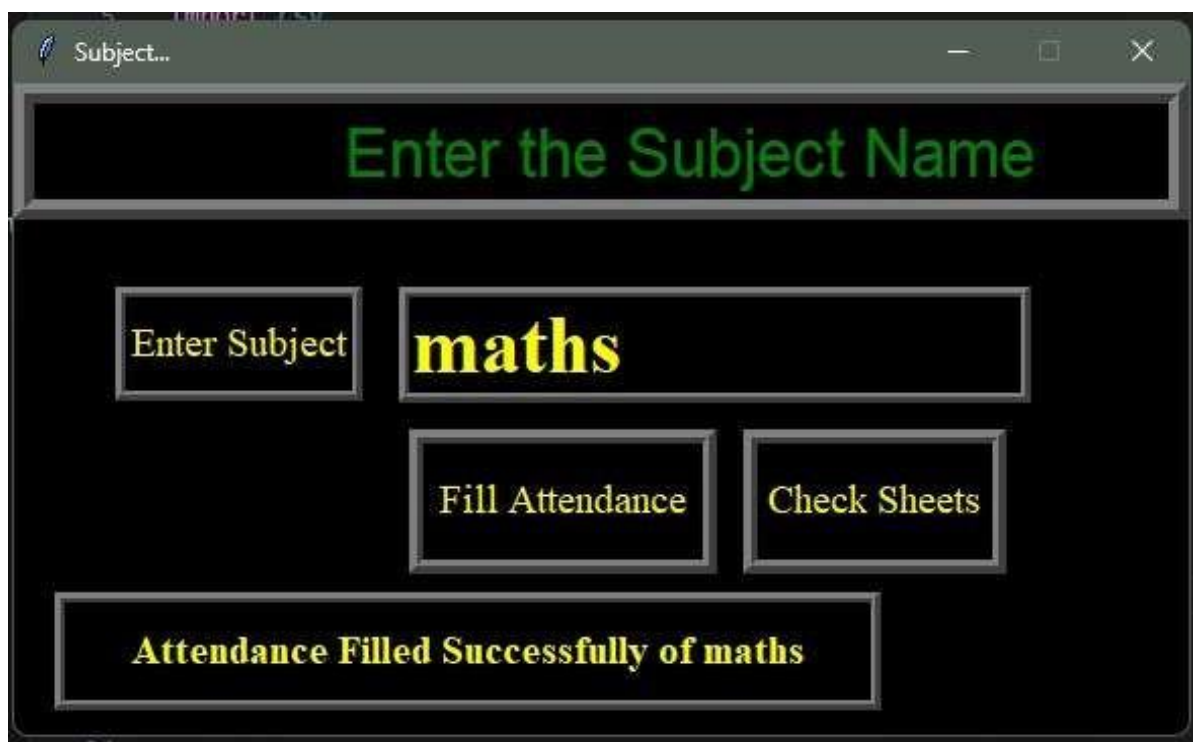 Subject...
Enter the Subject Name
Enter Subject
maths
Fill Attendance
Check Sheets
Attendance Filled Successfully of maths